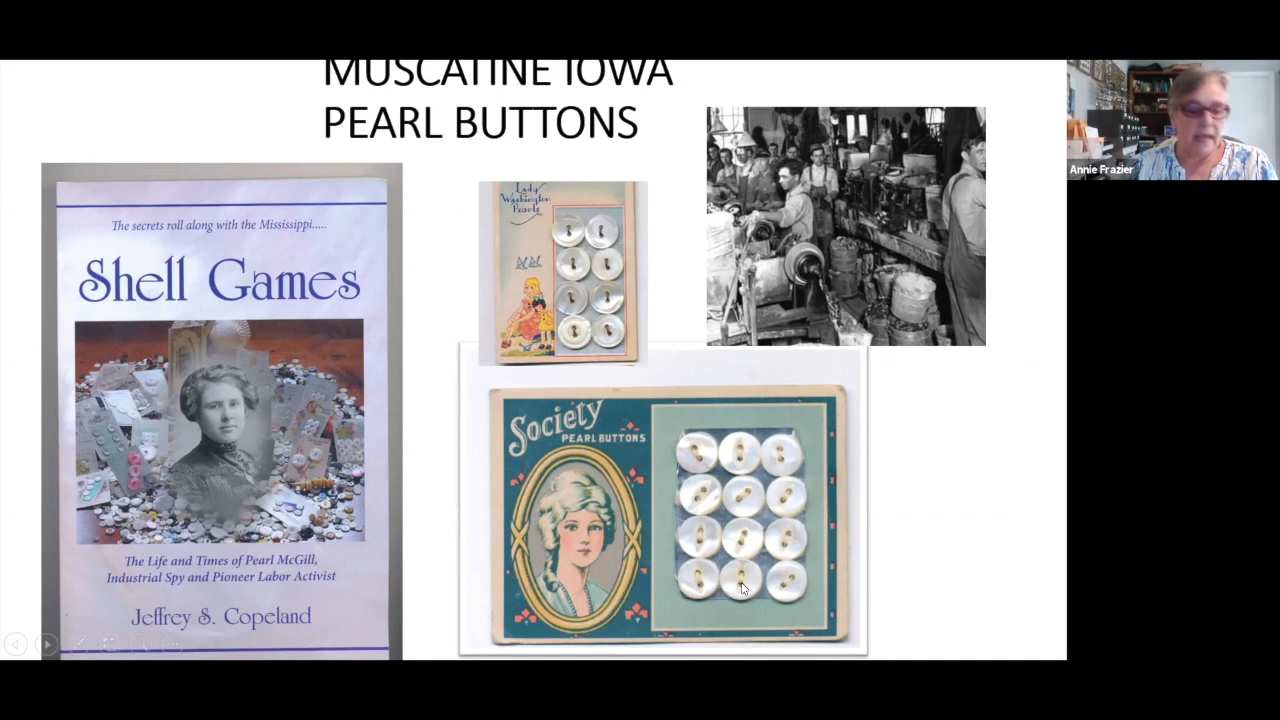 MUSCATINE IOWA
PEARL BUTTONS
The secrets roll along with the Mississippi.....
Shell Games
The Life and Times of Pearl McGill,
Industrial Spy and Pioneer Labor Activist
Jeffrey S. Copeland
Lady
Washington
Pearls
Society
PEARL BUTTONS
Annie Frazier